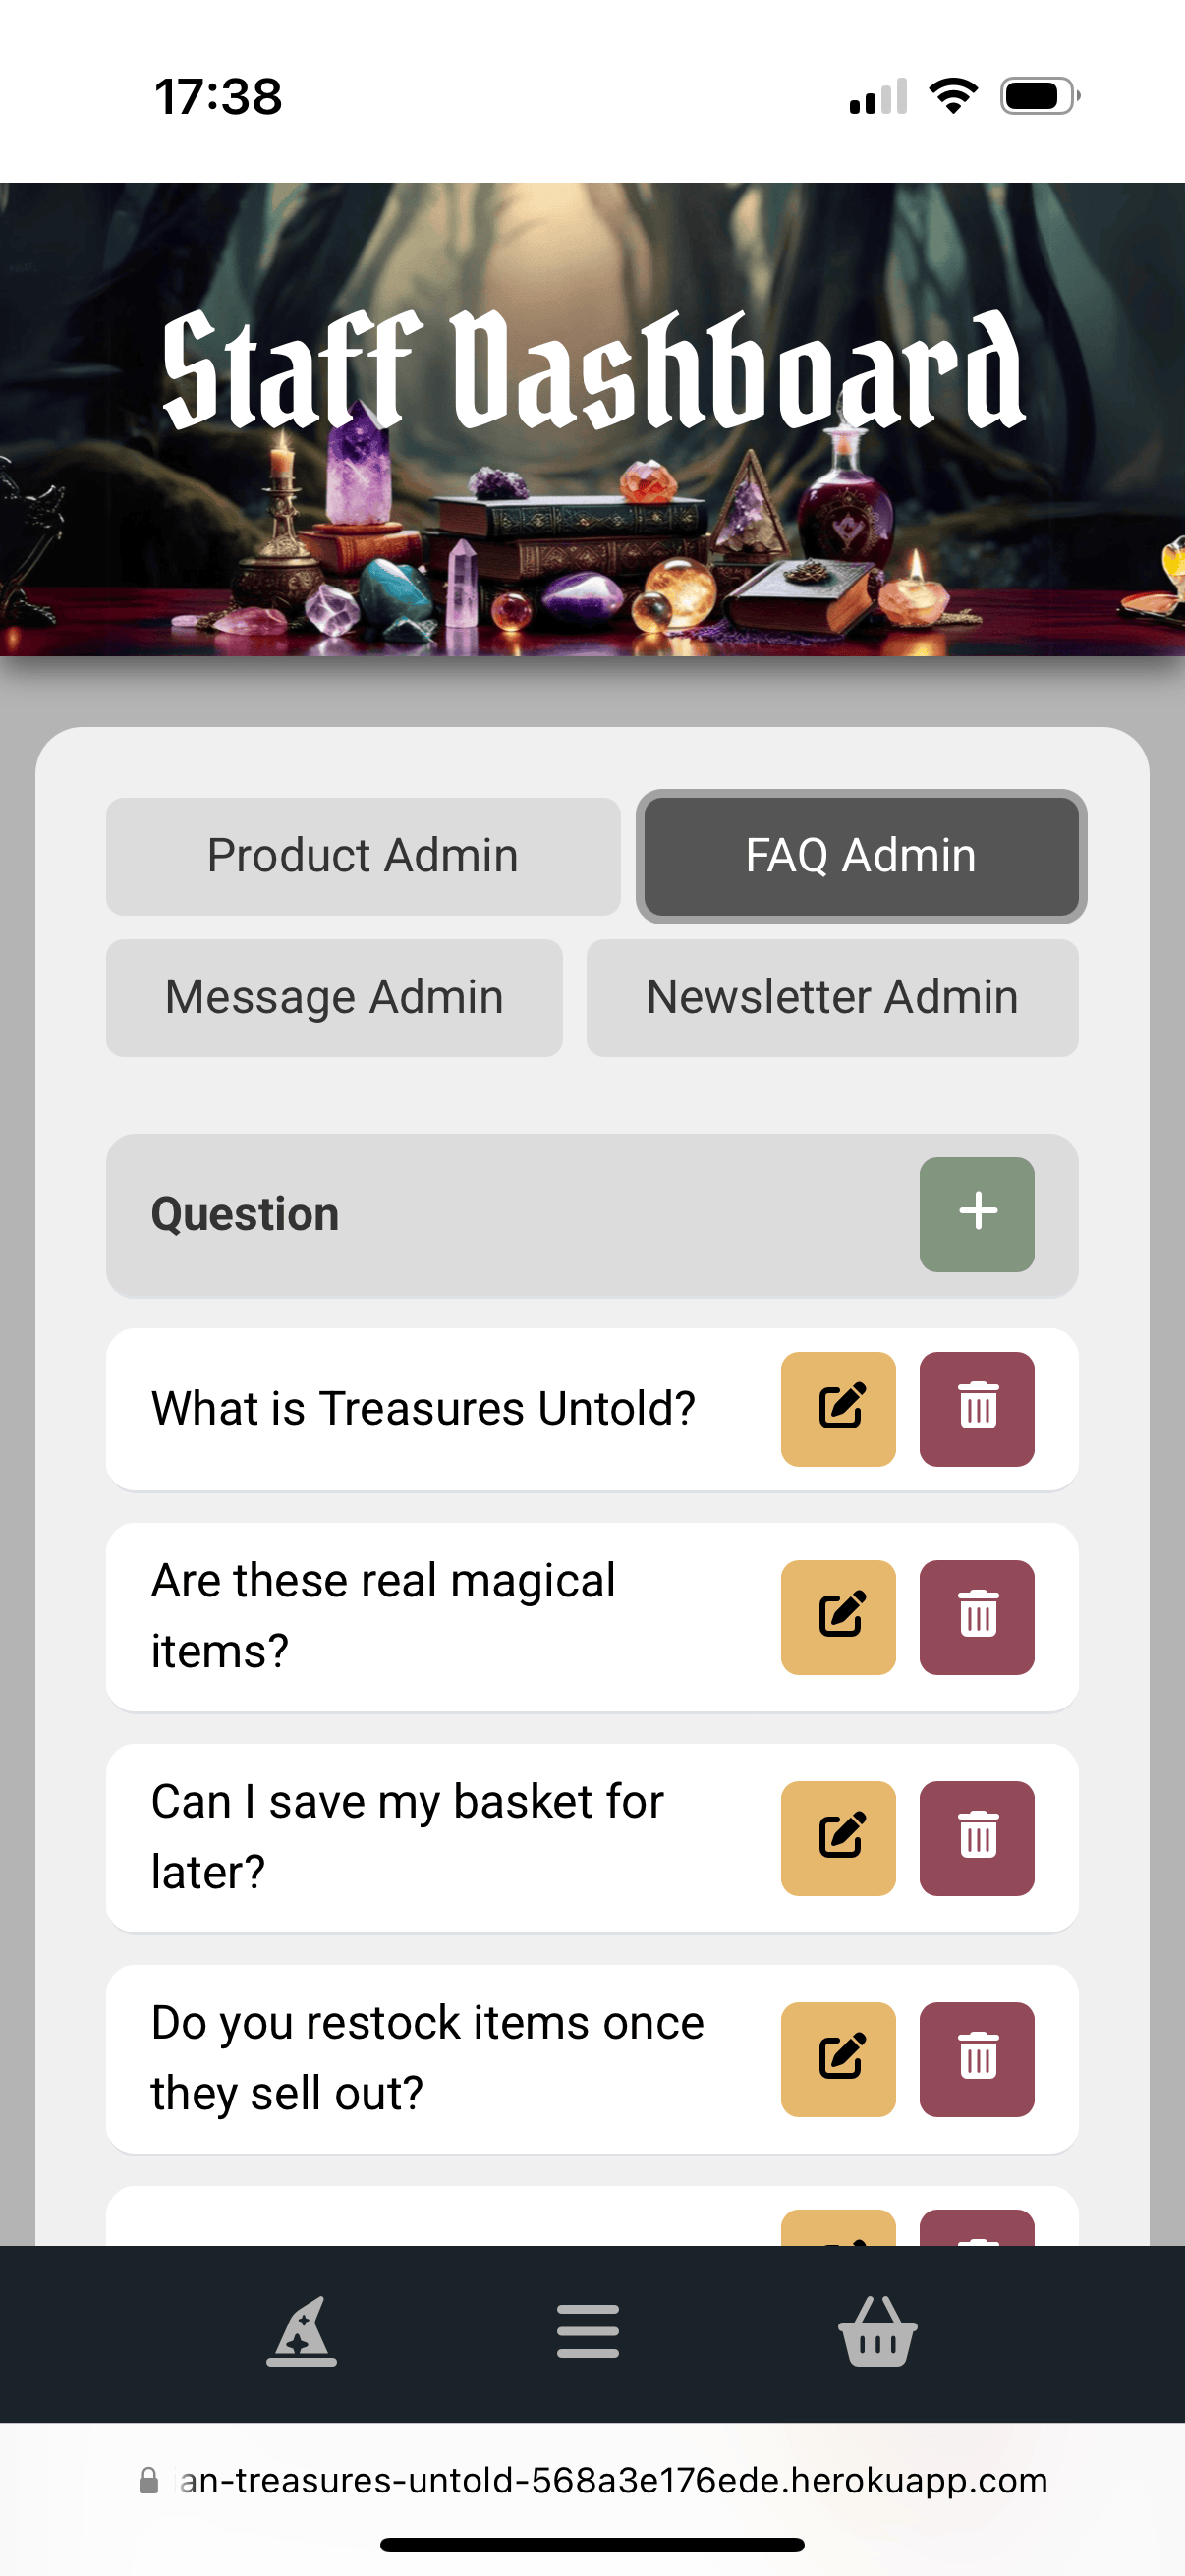 17:38
Staff Dashboard
Product Admin
FAQ Admin
Message Admin
Newsletter Admin
Question
What is Treasures Untold?
Are these real magical
items?
Can I save my basket for
later?
Do you restock items once
they sell out?
an-treasures-untold-568a3e176ede.herokuapp.com